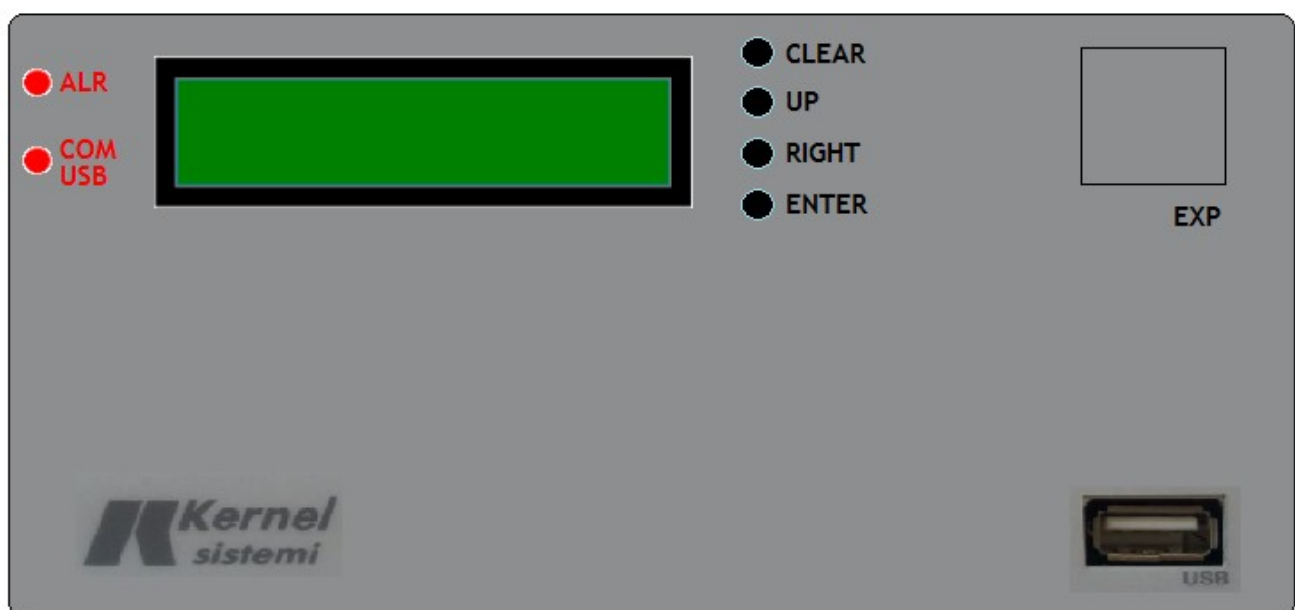 ALR
COM
USB
CLEAR
UP
RIGHT
ENTER
EXP
Kernel
sistemi
USB